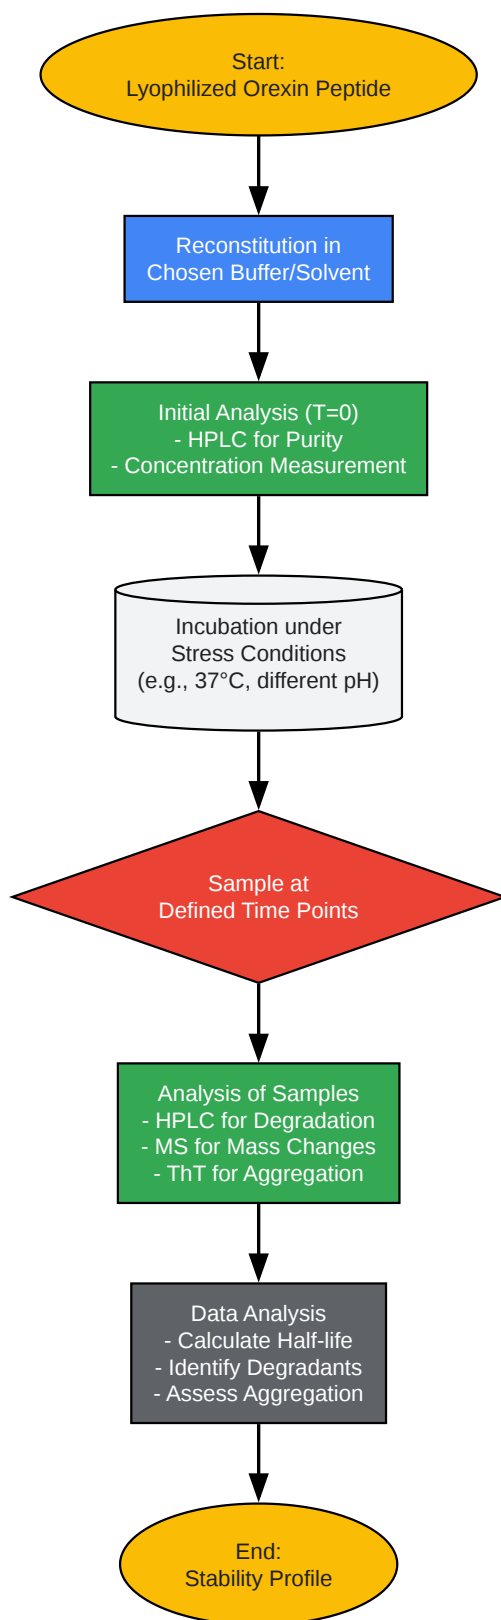 Start:
Lyophilized Orexin Peptide
Reconstitution in
Chosen Buffer/Solvent
Initial Analysis (T=0)
- HPLC for Purity
- Concentration Measurement
Incubation under
Stress Conditions
(e.g., 37°C, different pH)
Sample at
Defined Time Points
Analysis of Samples
- HPLC for Degradation
- MS for Mass Changes
- ThT for Aggregation
Data Analysis
- Calculate Half-life
- Identify Degradants
- Assess Aggregation
End:
Stability Profile